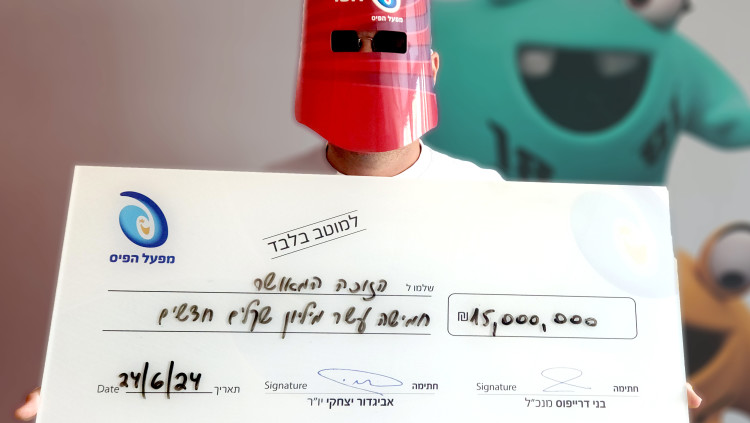 מפעל הפיס
למוטב בלבד
מפעל הפיס
שלמו ל הזוכה המאושר
חמישה עשר מיליון שקלים חדשים
₪15,000,000
Date 24/6/24 תאריך
Signature חתימה
אביגדור יצחקי יו"ר
Signature חתימה
בני דרייפוס מנכ"ל